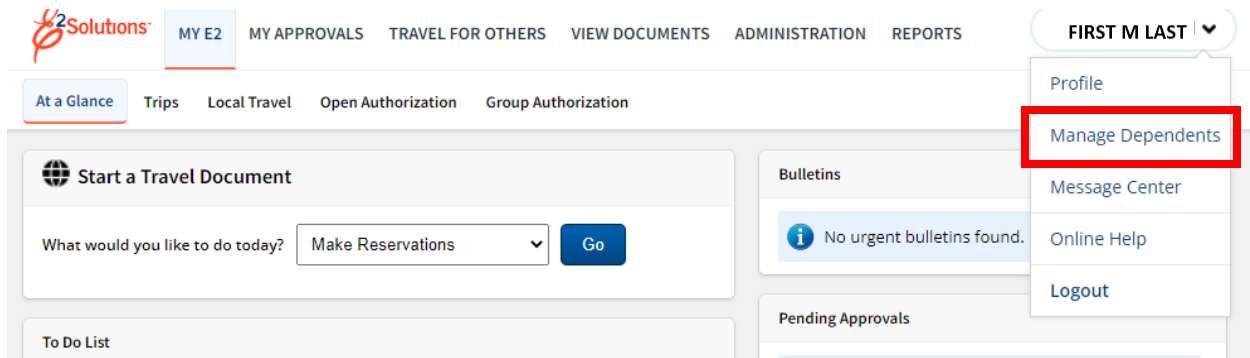 E2Solutions
MY E2
MY APPROVALS
TRAVEL FOR OTHERS
VIEW DOCUMENTS
ADMINISTRATION
REPORTS
FIRST M LAST
Profile
Manage Dependents
Message Center
Online Help
Logout
At a Glance
Trips
Local Travel
Open Authorization
Group Authorization
Start a Travel Document
What would you like to do today?
Make Reservations
Go
To Do List
Bulletins
i No urgent bulletins found.
Pending Approvals